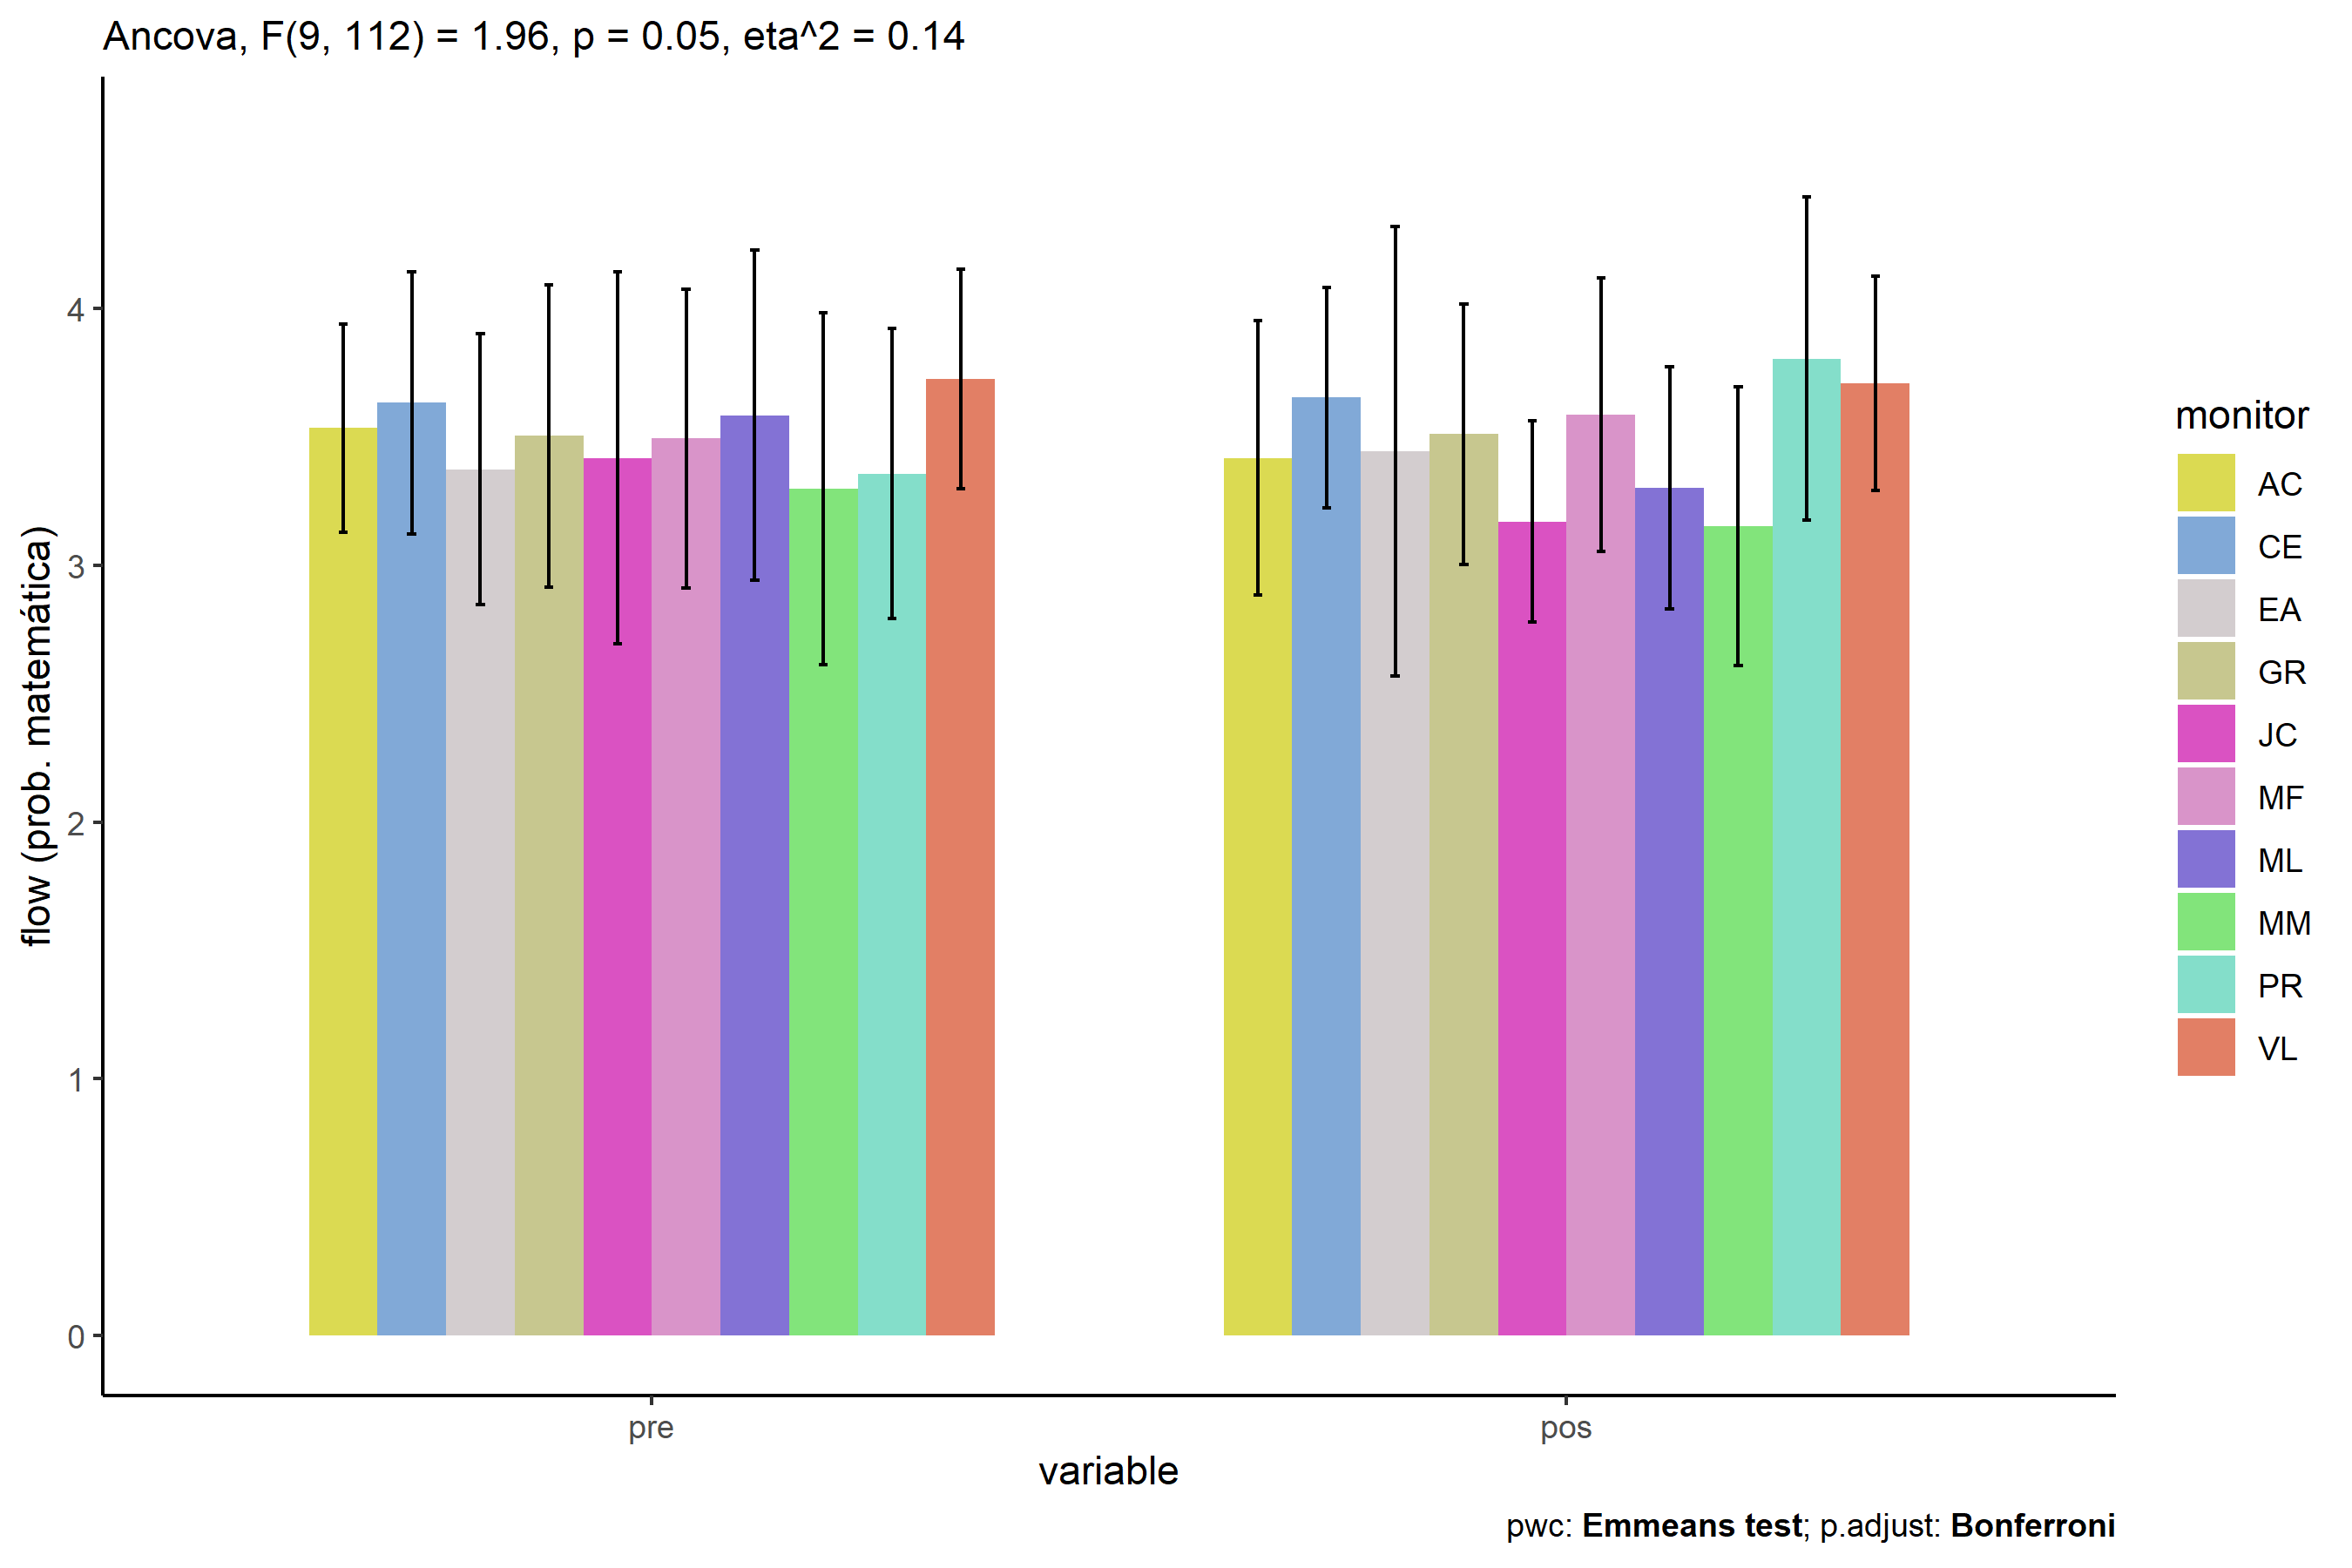 Ancova, F(9, 112) = 1.96, p = 0.05, eta^2 = 0.14
flow (prob. matemática)
4
3
2
1
0
pre
pos
variable
monitor
AC
CE
EA
GR
JC
MF
ML
MM
PR
VL
pwc: Emmeans test; p.adjust: Bonferroni